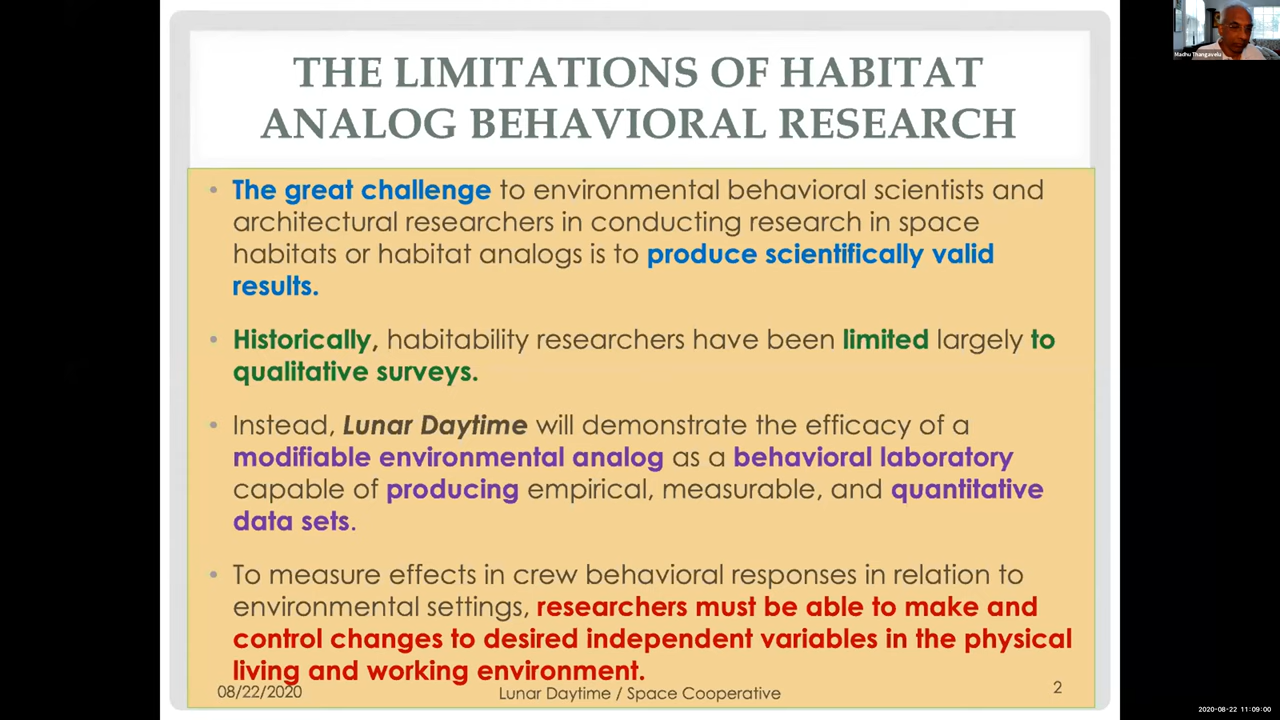 THE LIMITATIONS OF HABITAT
ANALOG BEHAVIORAL RESEARCH
• The great challenge to environmental behavioral scientists and
architectural researchers in conducting research in space
habitats or habitat analogs is to produce scientifically valid
results.
• Historically, habitability researchers have been limited largely to
qualitative surveys.
• Instead, Lunar Daytime will demonstrate the efficacy of a
modifiable environmental analog as a behavioral laboratory
capable of producing empirical, measurable, and quantitative
data sets.
• To measure effects in crew behavioral responses in relation to
environmental settings, researchers must be able to make and
control changes to desired independent variables in the physical
living and working environment.
08/22/2020
Lunar Daytime / Space Cooperative
2
Madhu Thangavelu
2020-08-22 11:09:00